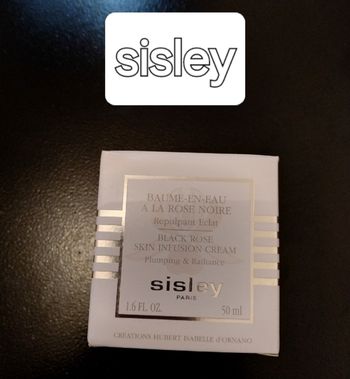 sisley
BAUME-EN-EAU
A LA ROSE NOIRE
Repulpant Eclat
BLACK ROSE
SKIN INFUSION CREAM
Plumping & Radiance
sisley
PARIS
1.6 FL. OZ. 50 ml
CREATIONS HUBERT ISABELLE d'ORNANO